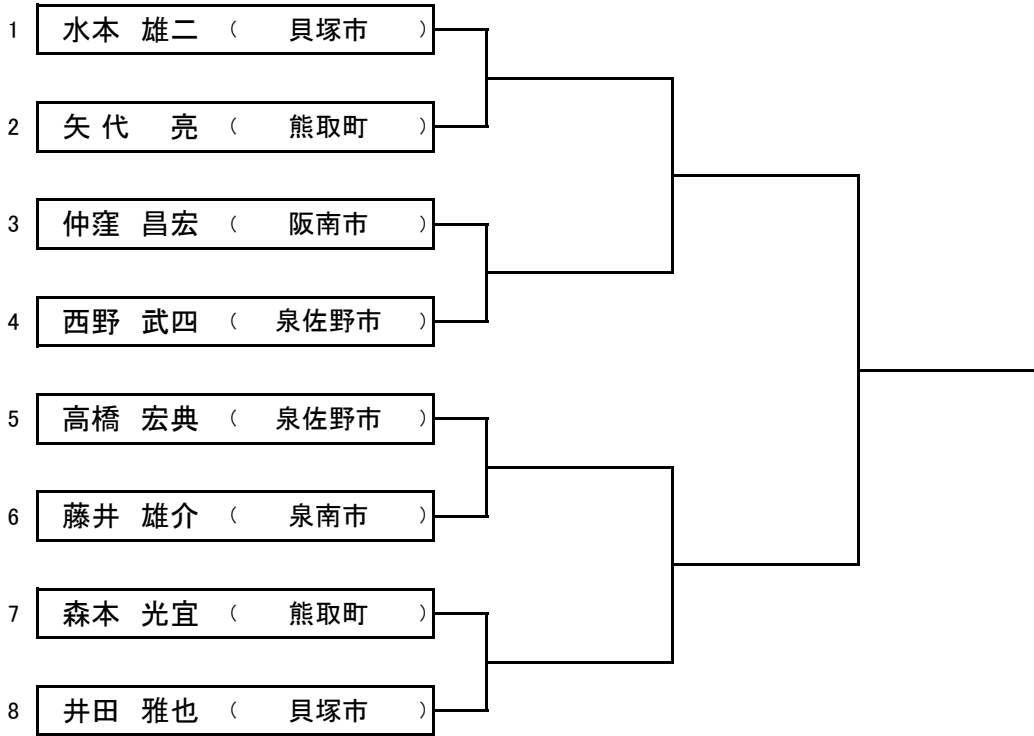 1 水本 雄二 （ 貝塚市 ）
2 矢代 亮 （ 熊取町 ）
3 仲窪 昌宏 （ 阪南市 ）
4 西野 武四 （ 泉佐野市 ）
5 高橋 宏典 （ 泉佐野市 ）
6 藤井 雄介 （ 泉南市 ）
7 森本 光宜 （ 熊取町 ）
8 井田 雅也 （ 貝塚市 ）